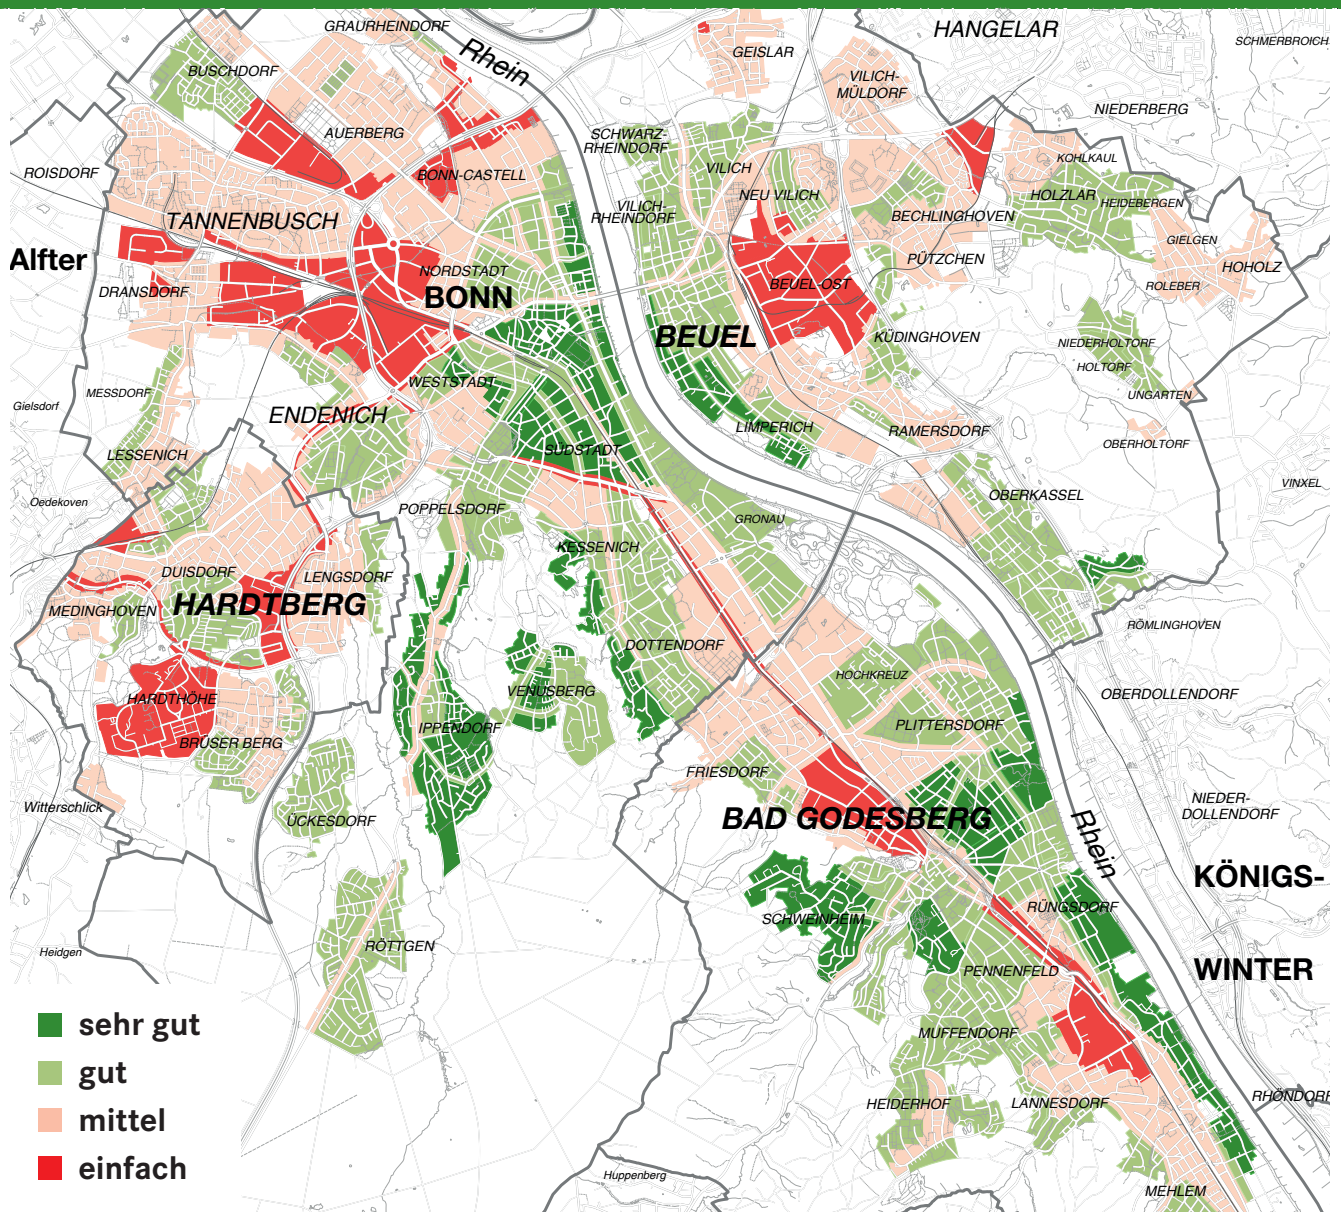 GRAURHEINDORF
Rhein
GEISLAR
HANGELAR
SCHMERBROICH
BUSCHDORF
VILICH-
MÜLDORF
NIEDERBERG
AUERBERG
SCHWARZ-
RHEINDORF
ROISDORF
BONN-CASTELL
VILICH
KOHLKAUL
NEU VILICH
HOLZLAR
HEIDEBERGEN
TANNENBUSCH
VILICH-
RHEINDORF
BECHLINGHOVEN
GIELGEN
Alfter
NORDSTADT
PÜTZCHEN
HOHOLZ
DRANSDORF
BONN
BEUEL-OST
ROLEBER
BEUEL
KÜDINGHOVEN
NIEDERHOLTORF
HOLTORF
WESTSTADT
MESSDORF
UNGARTEN
Gielsdorf
ENDENICH
LIMPERICH
RAMERSDORF
OBERHOLTORF
LESSENICH
SÜDSTADT
VINXEL
Oedekoven
OBERKASSEL
POPPELSDORF
GRONAU
KESSENICH
DUISDORF
LENGSDORF
MEDINGHOVEN
HARDTBERG
RÖMLINGHOVEN
DOTTENDORF
HOCHKREUZ
HARDTHÖHE
VENUSBERG
OBERDOLLENDORF
IPPENDORF
PLITTERSDORF
BRÜSER BERG
FRIESDORF
Witterschlick
ÜCKESDORF
BAD GODESBERG
NIEDER-
DOLLENDORF
Rhein
KÖNIGS-
SCHWEINHEIM
RÜNGSDORF
Heidgen
RÖTTGEN
PENNENFELD
WINTER
sehr gut
MUFFENDORF
gut
HEIDERHOF
LANNESDORF
RHÖNDORF
mittel
einfach
Huppenberg
MEHLEM